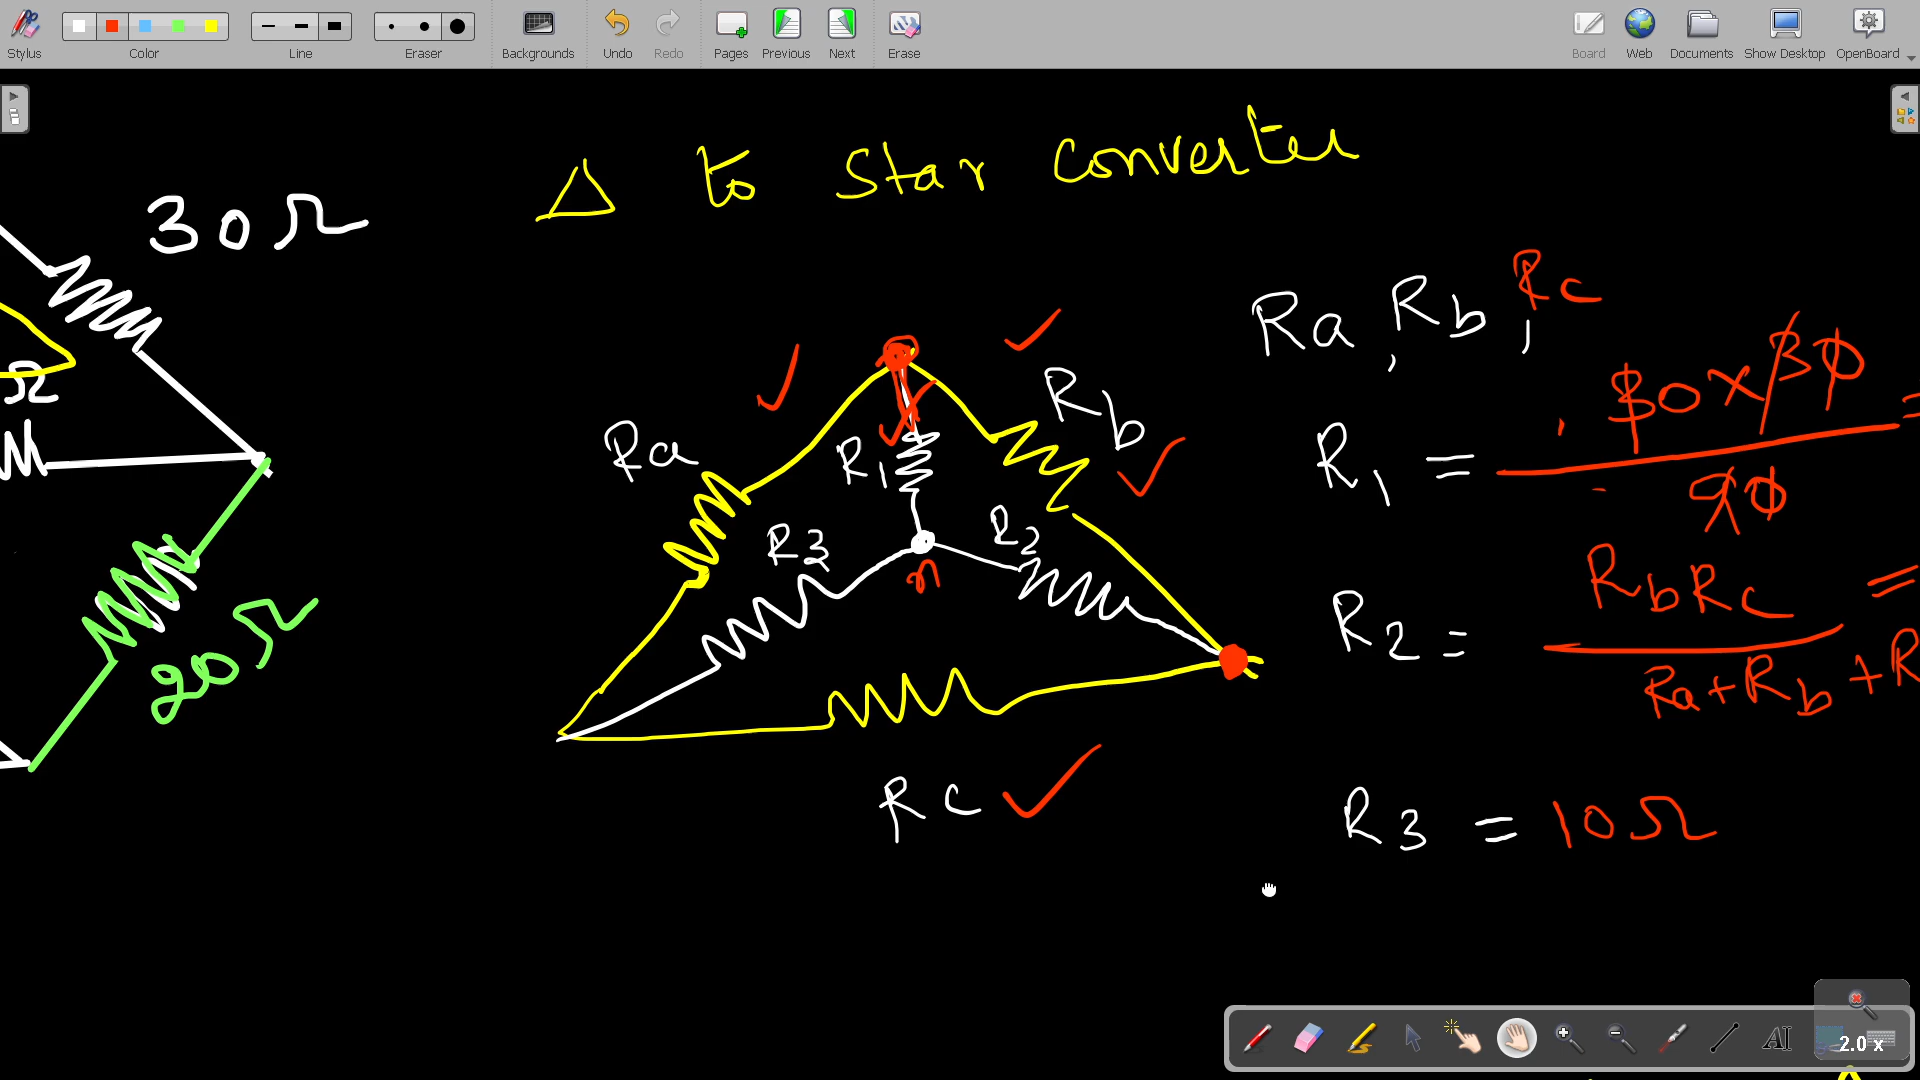 Stylus Color Line Eraser Backgrounds Undo Redo Pages Previous Next Erase Board Web Documents Show Desktop OpenBoard
Δ to Star Converter
30Ω
Ra, Rb, Rc
Ra
Rb
R1
R3
R2
n
Rc
Ω
20Ω
R1 = 30x30 =
90
R2 = RbRc =
Ra+Rb+R
R3 = 10Ω
AI
2.0 x